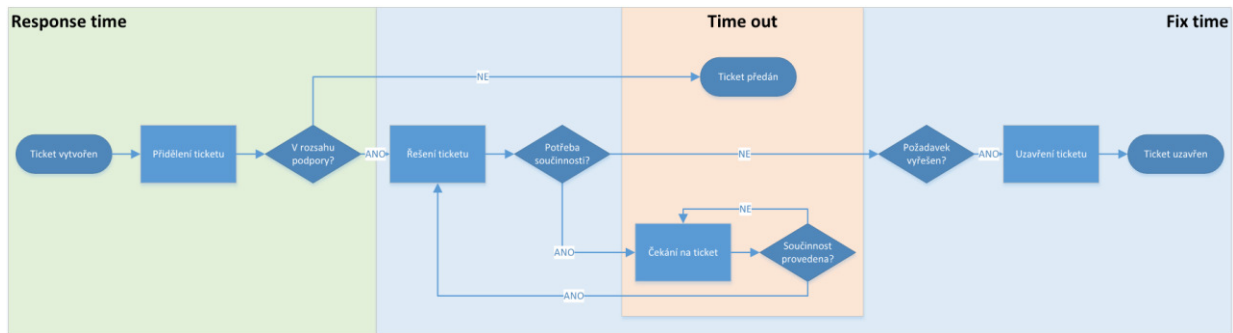 Response time
Time out
Fix time
NE
Ticket předán
Ticket vytvořen
Přidělení ticketu
V rozsahu
podpory?
ANO
Řešení ticketu
Potřeba
součinnosti?
NE
Požadavek
vyřešen?
ANO
Uzavření ticketu
Ticket uzavřen
NE
ANO
Čekání na ticket
Součinnost
provedena?
ANO